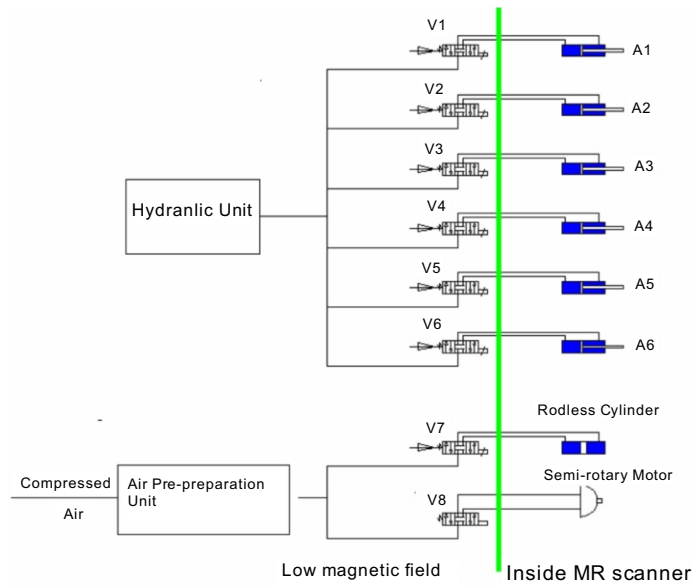 V1
A1
V2
A2
V3
A3
Hydranlic Unit
V4
A4
V5
A5
V6
A6
Rodless Cylinder
V7
Semi-rotary Motor
Compressed
Air
Air Pre-preparation
Unit
V8
Low magnetic field
Inside MR scanner